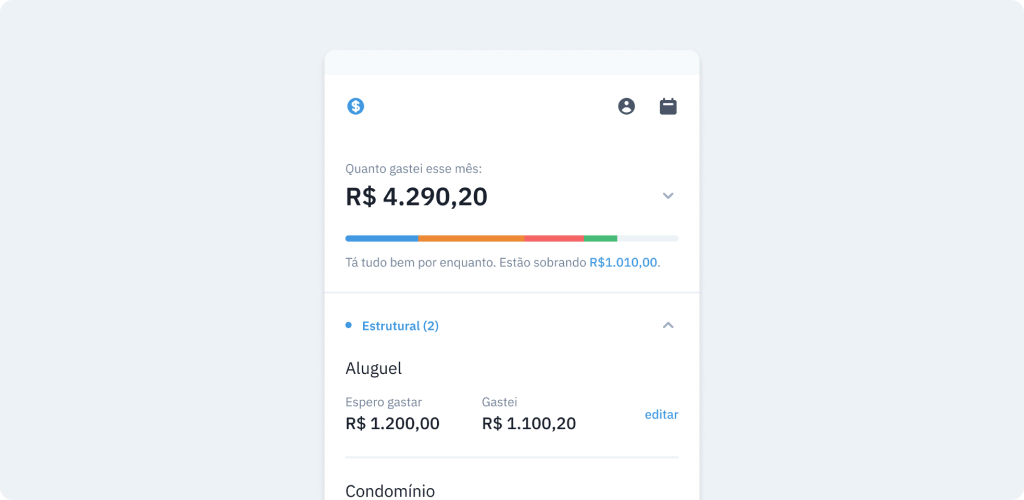 Quanto gastei esse mês:
R$ 4.290,20
Tá tudo bem por enquanto. Estão sobrando R$1.010,00.
Estrutural (2)
Aluguel
Espero gastar
Gastei
R$ 1.200,00
R$ 1.100,20
editar
Condomínio